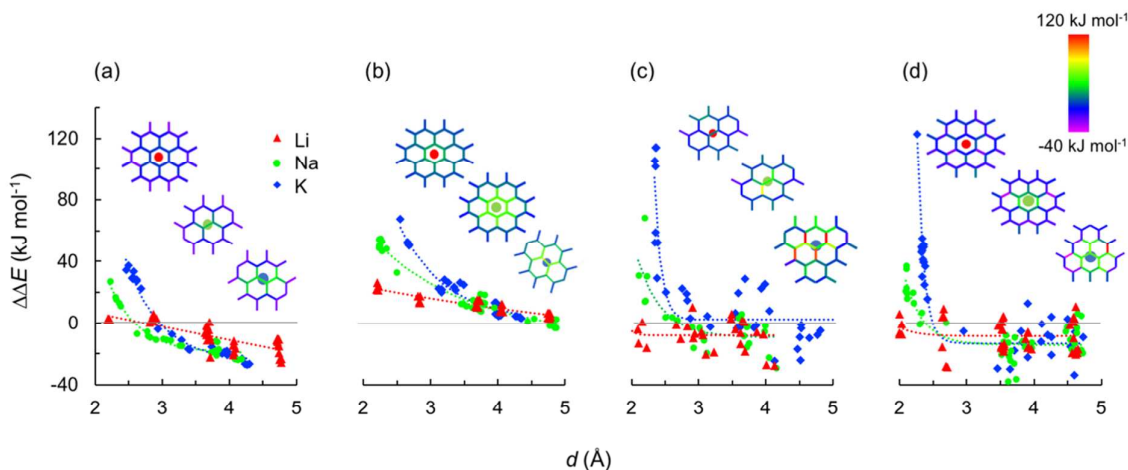 120 kJ mol-1
(a) (b) (c) (d)
-40 kJ mol-1
Li
Na
K
120
80
40
0
-40
ΔΔE (kJ mol-1)
2 3 4 5 2 3 4 5 2 3 4 5 2 3 4 5
d (Å)